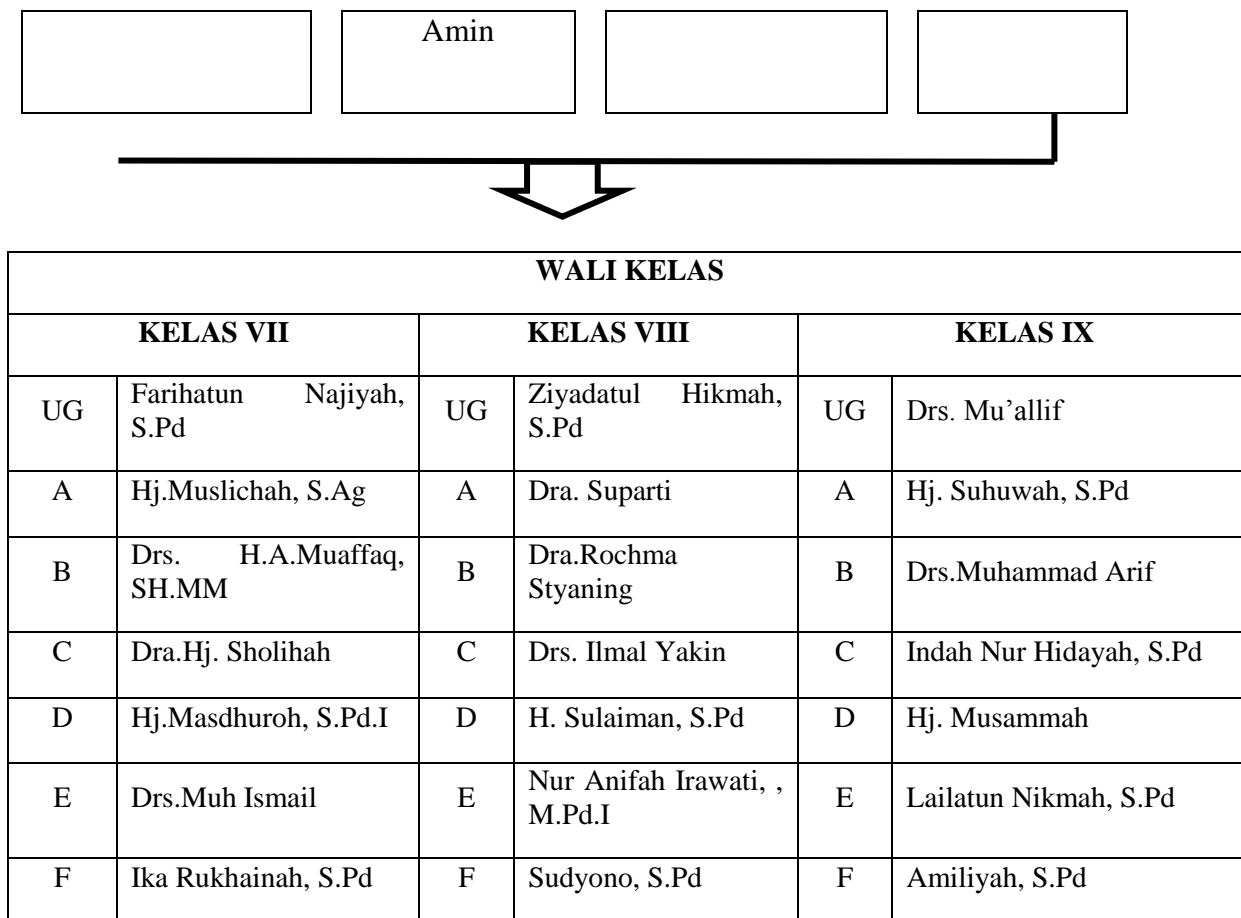 Amin
WALI KELAS
KELAS VII KELAS VIII KELAS IX
UG Farihatun Najiyah, S.Pd UG Ziyadatul Hikmah, S.Pd UG Drs. Mu’allif
A Hj.Muslichah, S.Ag A Dra. Suparti A Hj. Suhuwah, S.Pd
B Drs. H.A.Muaffaq, SH.MM B Dra.Rochma Styaning B Drs.Muhammad Arif
C Dra.Hj. Sholihah C Drs. Ilmal Yakin C Indah Nur Hidayah, S.Pd
D Hj.Masdhuroh, S.Pd.I D H. Sulaiman, S.Pd D Hj. Musammah
E Drs.Muh Ismail E Nur Anifah Irawati, , M.Pd.I E Lailatun Nikmah, S.Pd
F Ika Rukhainah, S.Pd F Sudyono, S.Pd F Amiliyah, S.Pd